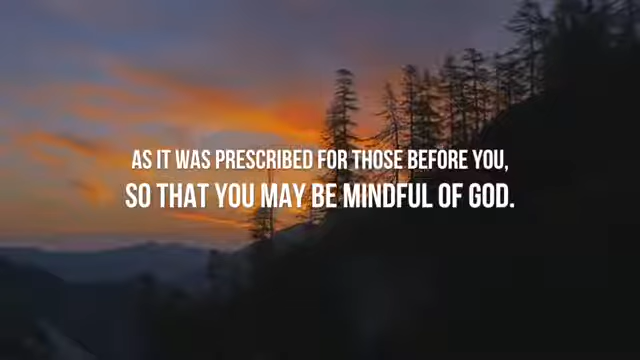 AS IT WAS PRESCRIBED FOR THOSE BEFORE YOU,
SO THAT YOU MAY BE MINDFUL OF GOD.